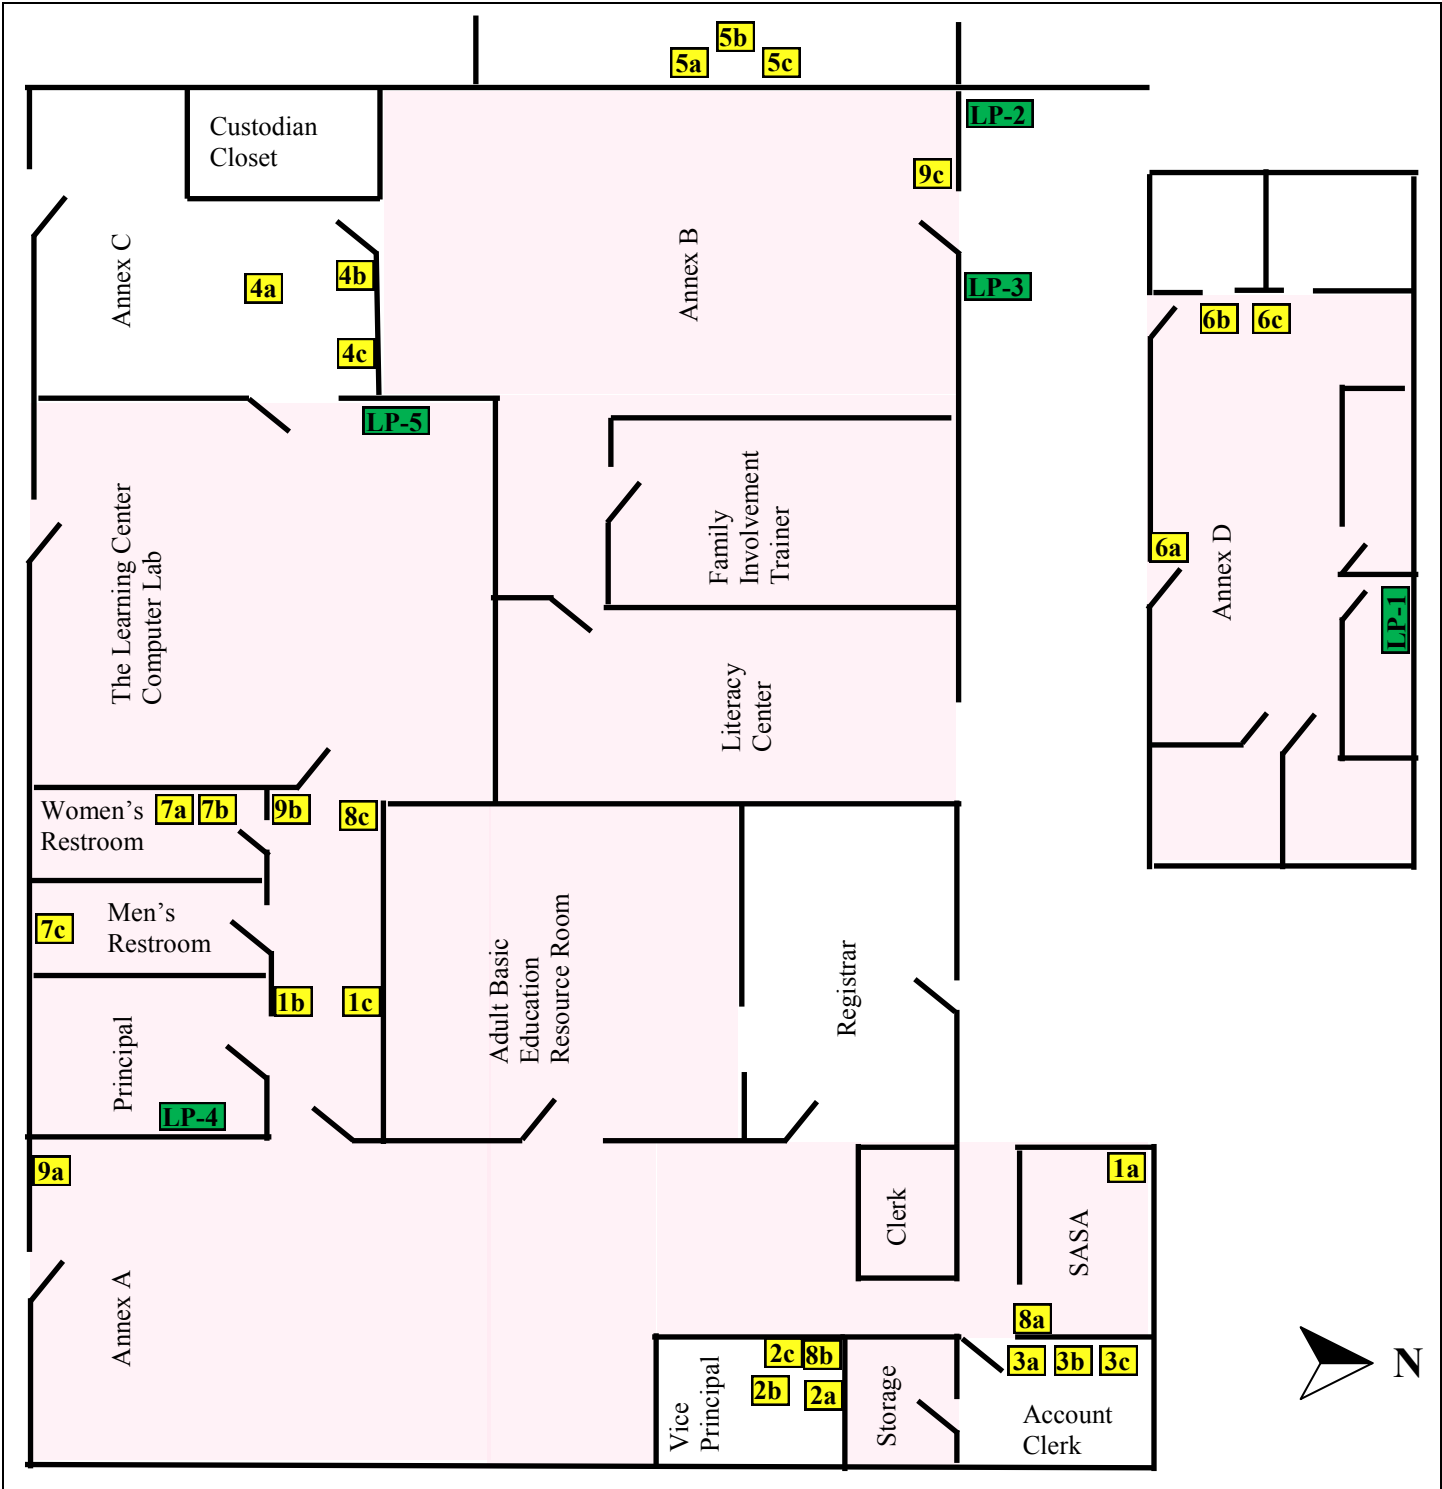 5b
5a
5c
LP-2
Custodian
Closet
9c
Annex C
4a
4b
Annex B
LP-3
4c
6b
6c
LP-5
The Learning Center
Computer Lab
Family
Involvement
Trainer
6a
Annex D
LP-1
Literacy
Center
Women’s
Restroom
7a
7b
9b
8c
Men’s
Restroom
7c
1b
1c
Adult Basic
Education
Resource Room
Registrar
Principal
LP-4
9a
1a
Clerk
SASA
Annex A
8a
2c
8b
3a
3b
3c
2b
2a
Vice
Principal
Storage
Account
Clerk
N